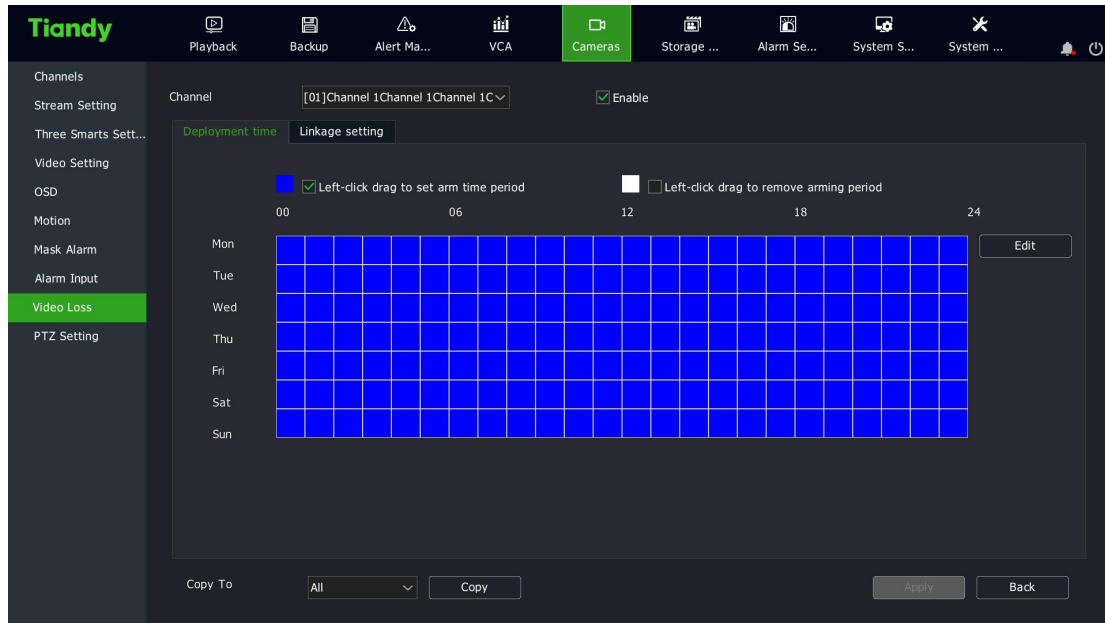 Tiandy
Playback
Backup
Alert Ma...
VCA
Cameras
Storage ...
Alarm Se...
System S...
System ...
Channels
Stream Setting
Three Smarts Sett...
Video Setting
OSD
Motion
Mask Alarm
Alarm Input
Video Loss
PTZ Setting
Channel
[01]Channel 1Channel 1Channel 1C
Enable
Deployment time
Linkage setting
Left-click drag to set arm time period
Left-click drag to remove arming period
00 06 12 18 24
Mon
Tue
Wed
Thu
Fri
Sat
Sun
Edit
Copy To
All
Copy
Apply
Back